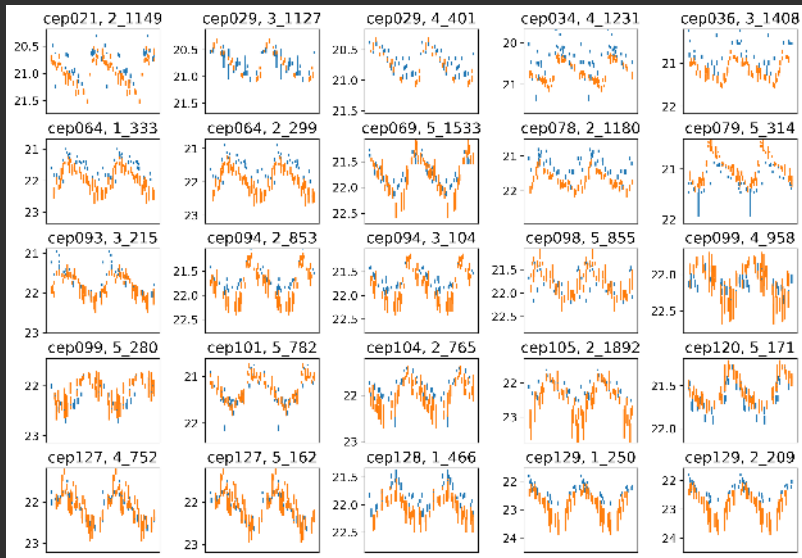 cep021, 2_1149 cep029, 3_1127 cep029, 4_401 cep034, 4_1231 cep036, 3_1408
20.5 20.5 20.5 20 21
21.0 21.0 21.0 21 22
21.5 21.5 21.5
cep064, 1_333 cep064, 2_299 cep069, 5_1533 cep078, 2_1180 cep079, 5_314
21 21 21.5 21 21
22 22 22.0 22 22
23 23 22.5
cep093, 3_215 cep094, 2_853 cep094, 3_104 cep098, 5_855 cep099, 4_958
21 21.5 21.5 21.5 22.0
22 22.0 22.0 22.0 22.5
23 22.5 22.5 22.5
cep099, 5_280 cep101, 5_782 cep104, 2_765 cep105, 2_1892 cep120, 5_171
22 21 22 22 21.5
23 22 23 23 22.0
cep127, 4_752 cep127, 5_162 cep128, 1_466 cep129, 1_250 cep129, 2_209
22 22 21.5 22 22
23 23 22.0 23 23
22.5 24 24